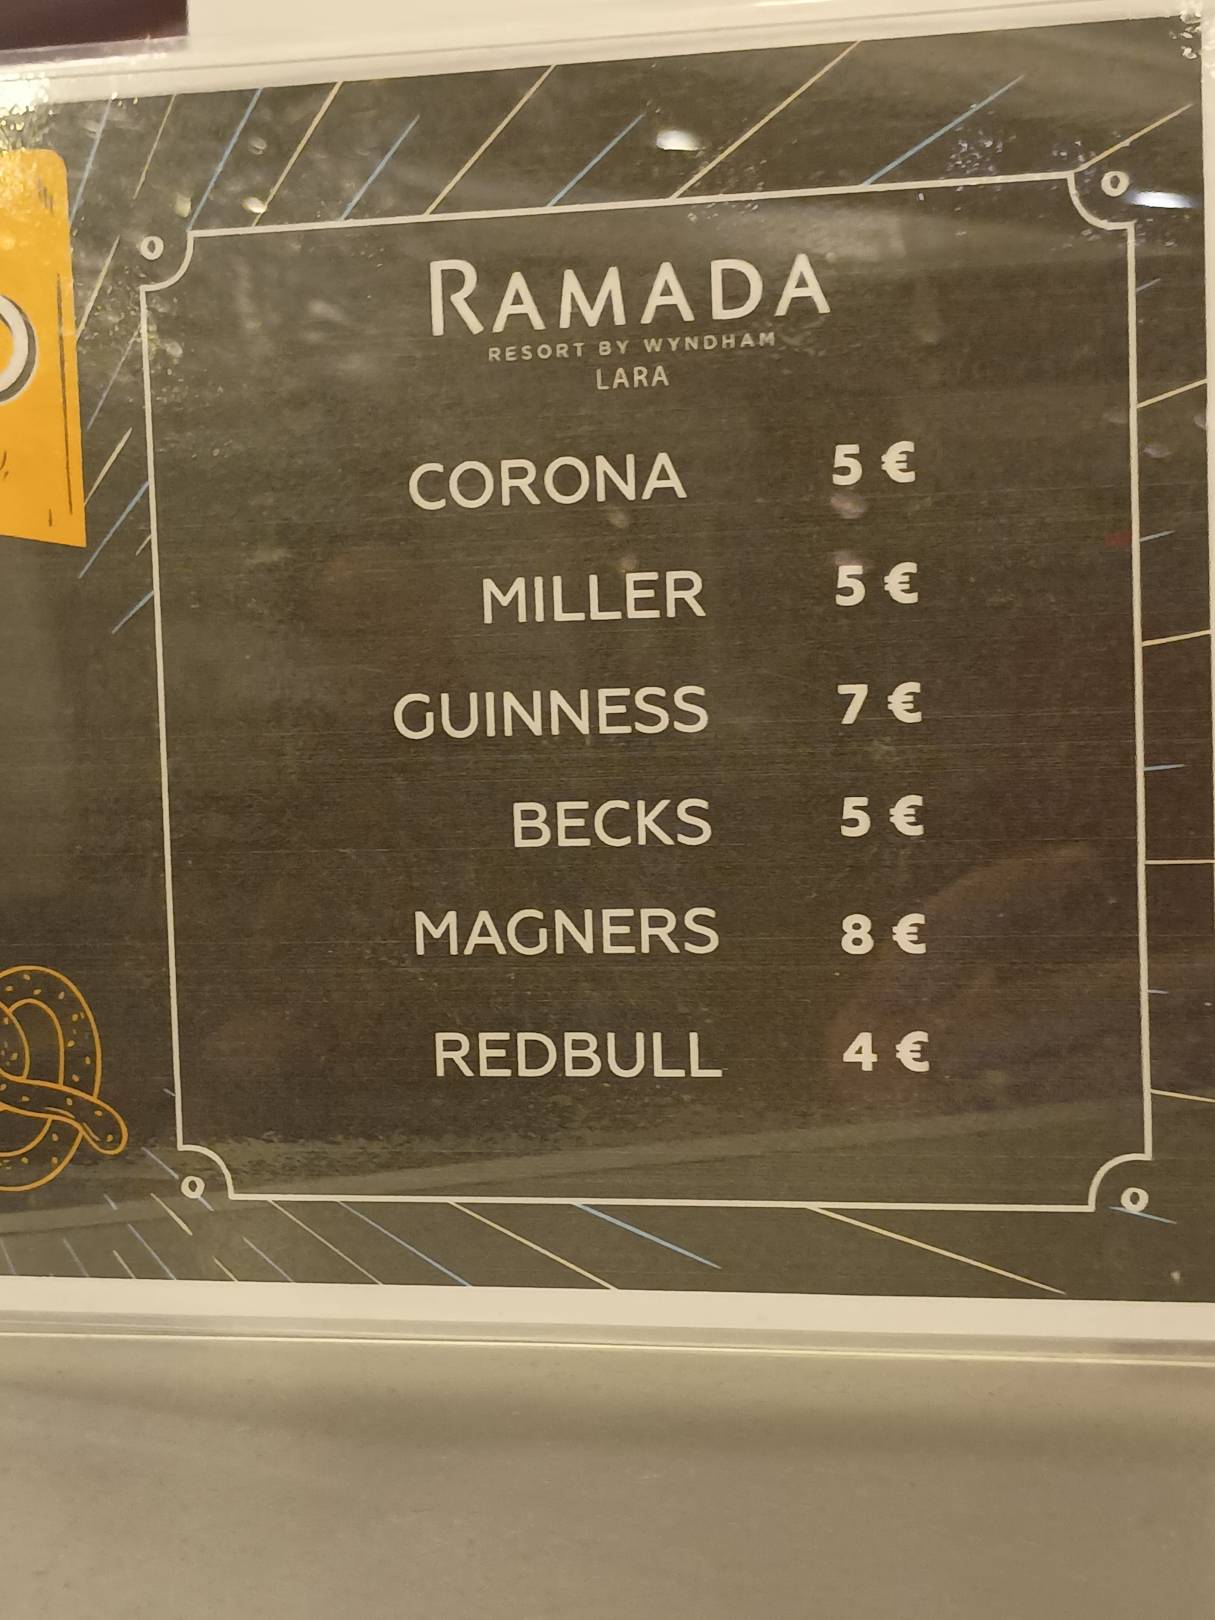 RAMADA
RESORT BY WYNDHAM
LARA
CORONA 5 €
MILLER 5 €
GUINNESS 7 €
BECKS 5 €
MAGNERS 8 €
REDBULL 4 €